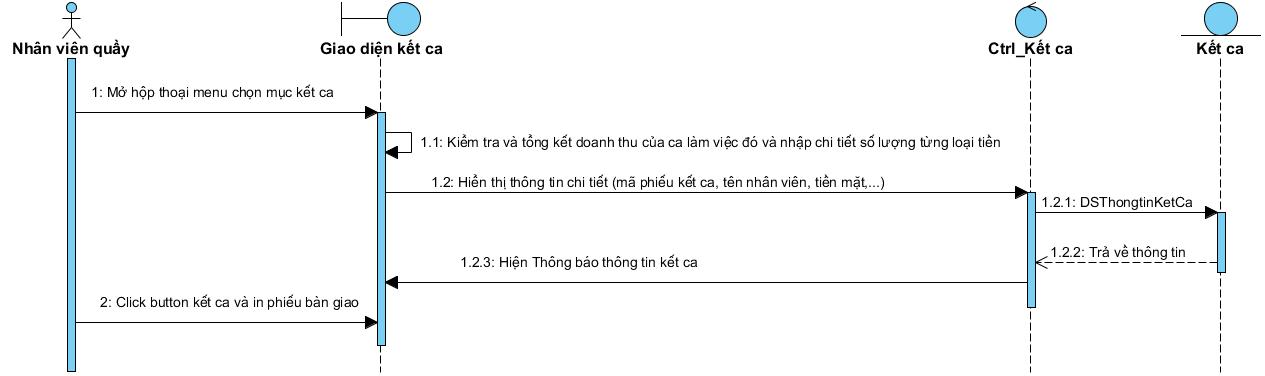 Nhân viên quầy
Giao diện kết ca
Ctrl_Kết ca
Kết ca
1: Mở hộp thoại menu chọn mục kết ca
1.1: Kiểm tra và tổng kết doanh thu của ca làm việc đó và nhập chi tiết số lượng từng loại tiền
1.2: Hiển thị thông tin chi tiết (mã phiếu kết ca, tên nhân viên, tiền mặt,...)
1.2.1: DSThongtinKetCa
1.2.2: Trả về thông tin
1.2.3: Hiện Thông báo thông tin kết ca
2: Click button kết ca và in phiếu bàn giao